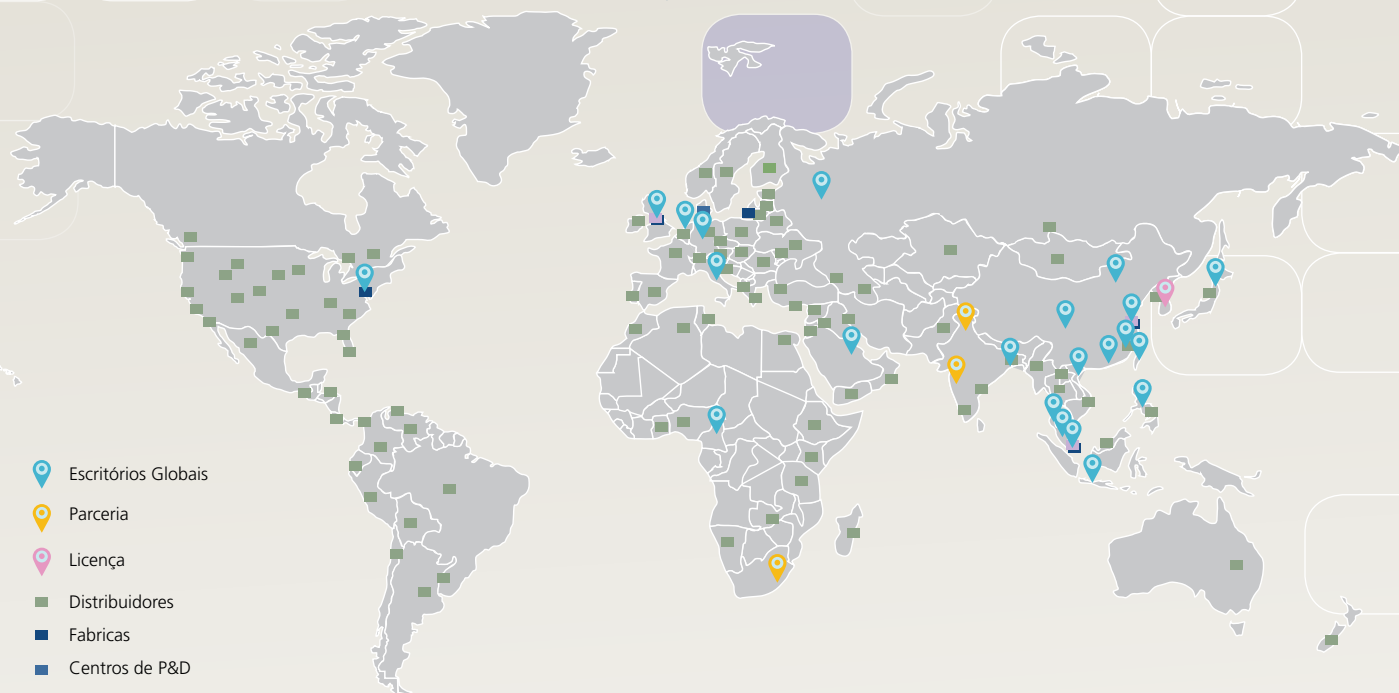 Escritórios Globais
Parceria
Licença
Distribuidores
Fabricas
Centros de P&D